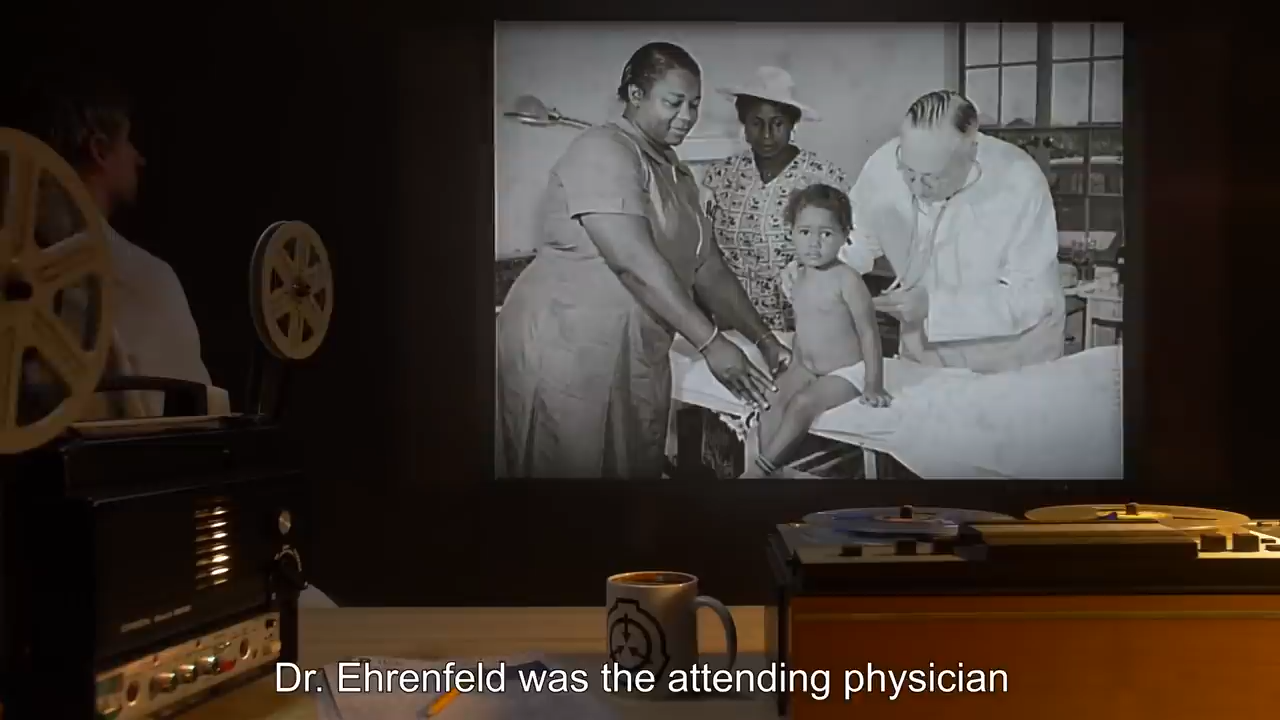 Dr. Ehrenfeld was the attending physician